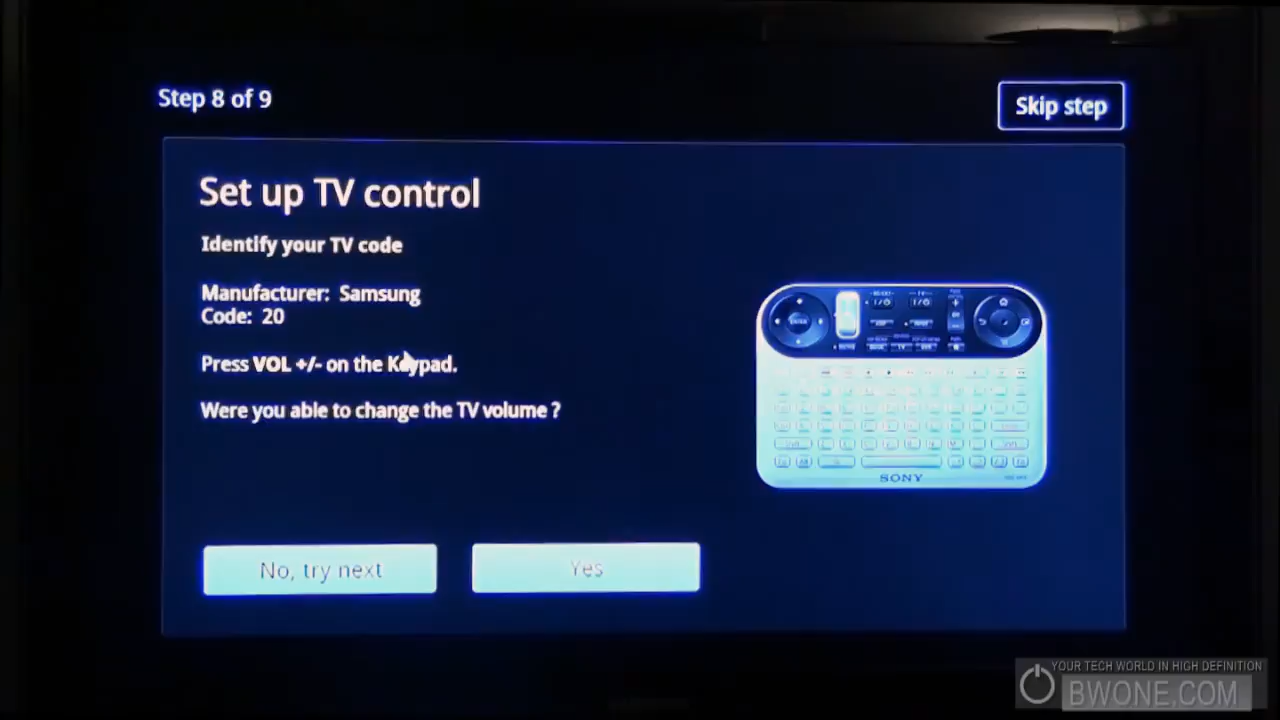 Step 8 of 9
Skip step
Set up TV control
Identify your TV code
Manufacturer: Samsung
Code: 20
Press VOL +/- on the Keypad.
Were you able to change the TV volume ?
SONY
No, try next
Yes
YOUR TECH WORLD IN HIGH DEFINITION
BWONE.COM